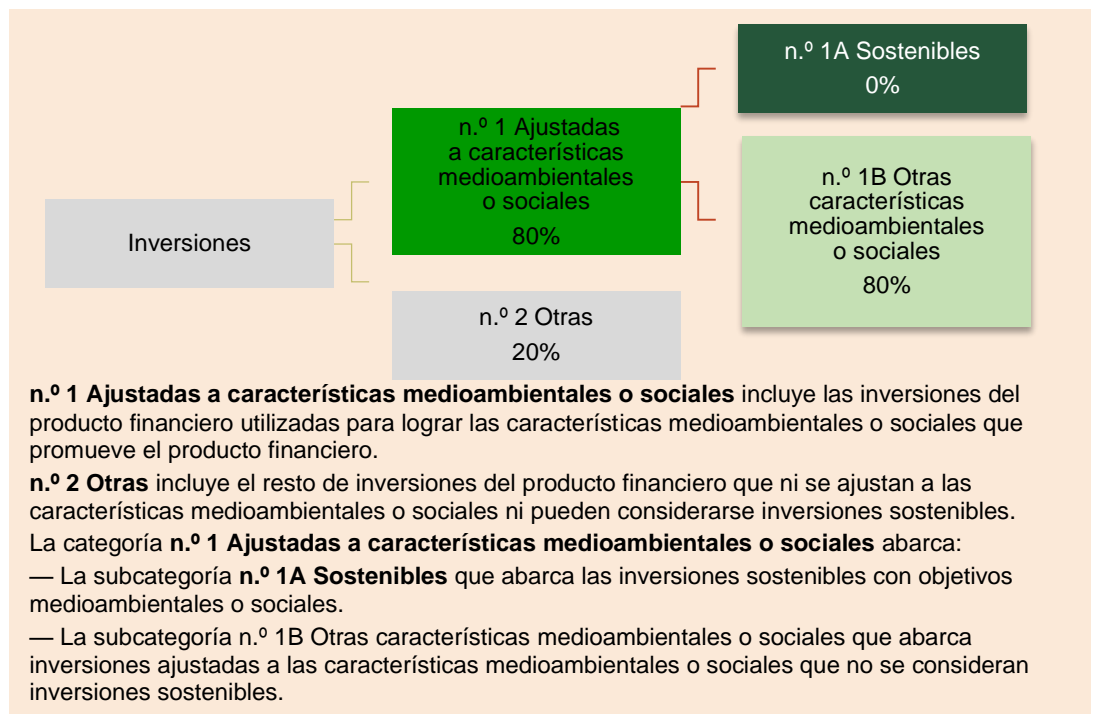 n.º 1A Sostenibles
0%
n.º 1 Ajustadas
a características
medioambientales
o sociales
80%
n.º 1B Otras
características
medioambientales
o sociales
80%
Inversiones
n.º 2 Otras
20%
n.º 1 Ajustadas a características medioambientales o sociales incluye las inversiones del
producto financiero utilizadas para lograr las características medioambientales o sociales que
promueve el producto financiero.
n.º 2 Otras incluye el resto de inversiones del producto financiero que ni se ajustan a las
características medioambientales o sociales ni pueden considerarse inversiones sostenibles.
La categoría n.º 1 Ajustadas a características medioambientales o sociales abarca:
— La subcategoría n.º 1A Sostenibles que abarca las inversiones sostenibles con objetivos
medioambientales o sociales.
— La subcategoría n.º 1B Otras características medioambientales o sociales que abarca
inversiones ajustadas a las características medioambientales o sociales que no se consideran
inversiones sostenibles.